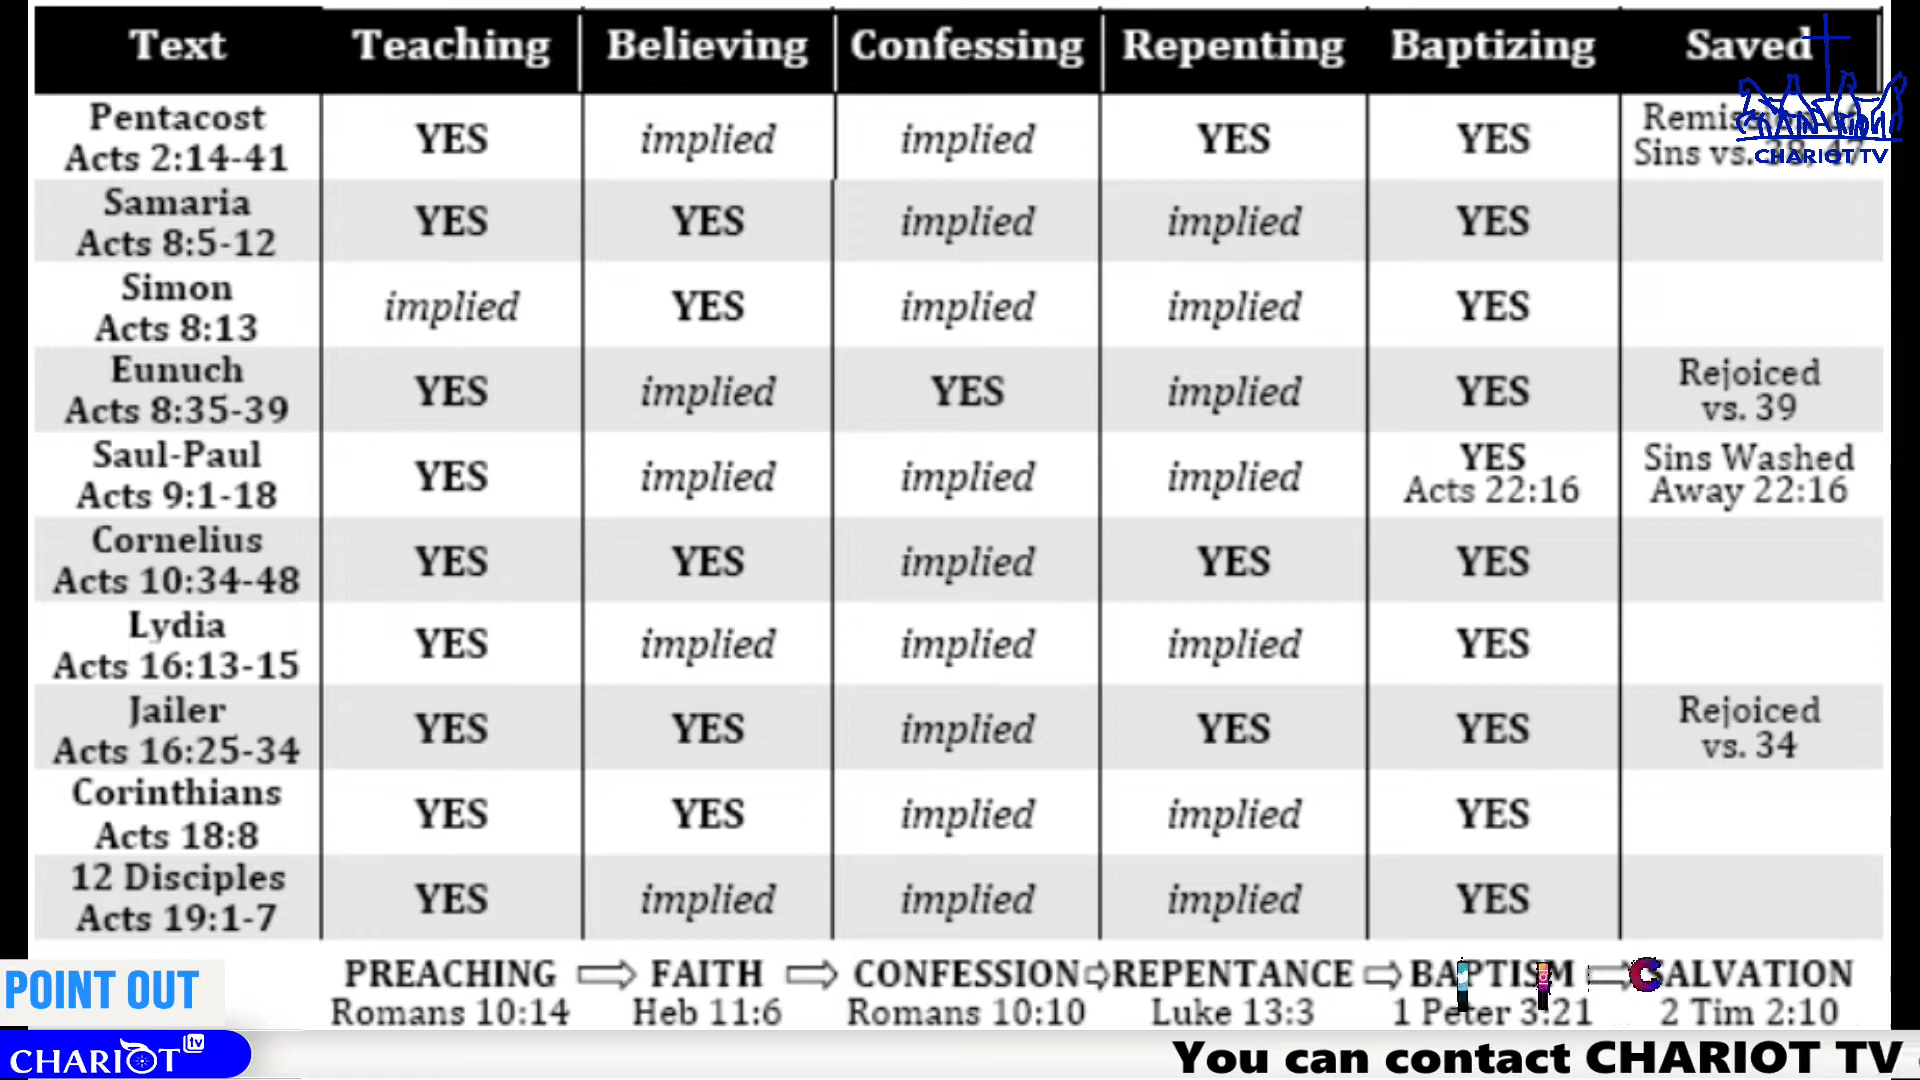 Text Teaching Believing Confessing Repenting Baptizing Saved
Pentacost
Acts 2:14-41 YES implied implied YES YES Remission of
Sins vs. 38, 47
CHARIOT TV
Samaria
Acts 8:5-12 YES YES implied implied YES
Simon
Acts 8:13 implied YES implied implied YES
Eunuch
Acts 8:35-39 YES implied YES implied YES Rejoiced
vs. 39
Saul-Paul
Acts 9:1-18 YES implied implied implied YES
Acts 22:16 Sins Washed
Away 22:16
Cornelius
Acts 10:34-48 YES YES implied YES YES
Lydia
Acts 16:13-15 YES implied implied implied YES
Jailer
Acts 16:25-34 YES YES implied YES YES Rejoiced
vs. 34
Corinthians
Acts 18:8 YES YES implied implied YES
12 Disciples
Acts 19:1-7 YES implied implied implied YES
PREACHING FAITH CONFESSION REPENTANCE BAPTISM SALVATION
Romans 10:14 Heb 11:6 Romans 10:10 Luke 13:3 1 Peter 3:21 2 Tim 2:10
POINT OUT
CHARIOT tv
You can contact CHARIOT TV